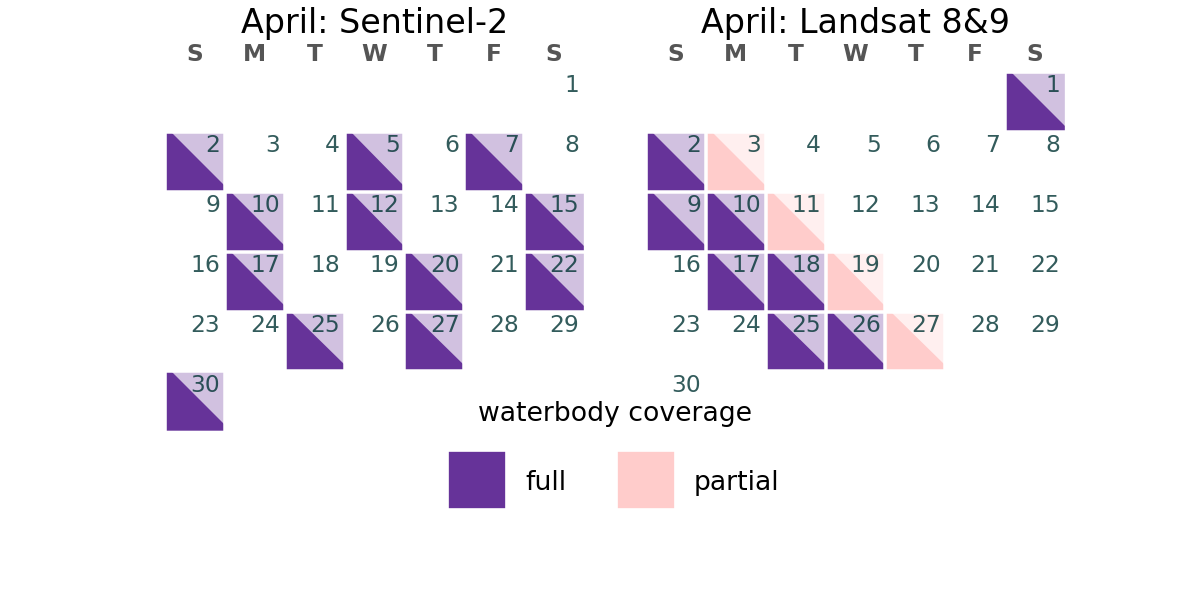 April: Sentinel-2
S M T W T F S
1
2 3 4 5 6 7 8
9 10 11 12 13 14 15
16 17 18 19 20 21 22
23 24 25 26 27 28 29
30
April: Landsat 8&9
S M T W T F S
1
2 3 4 5 6 7 8
9 10 11 12 13 14 15
16 17 18 19 20 21 22
23 24 25 26 27 28 29
30
waterbody coverage
full partial